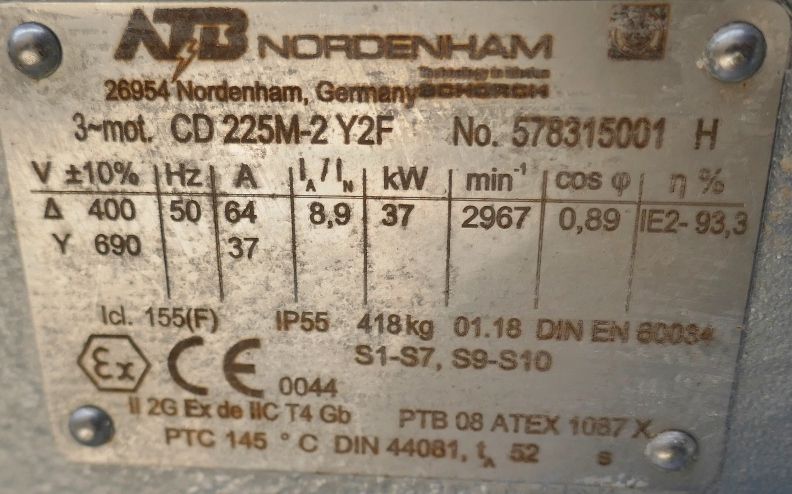 ATB NORDENHAM
Technology in Motion
26954 Nordenham, Germany SCHORCH
3~mot. CD 225M-2 Y2F No. 578315001 H
V ±10% Hz A I_A / I_N kW min⁻¹ cos φ η %
Δ 400 50 64 8,9 37 2967 0,89 IE2- 93,3
Y 690 37
Icl. 155(F) IP55 418kg 01.18 DIN EN 60034
S1-S7, S9-S10
Ex CE 0044
II 2G Ex de IIC T4 Gb PTB 08 ATEX 1087 X
PTC 145 °C DIN 44081, t_A 52 s